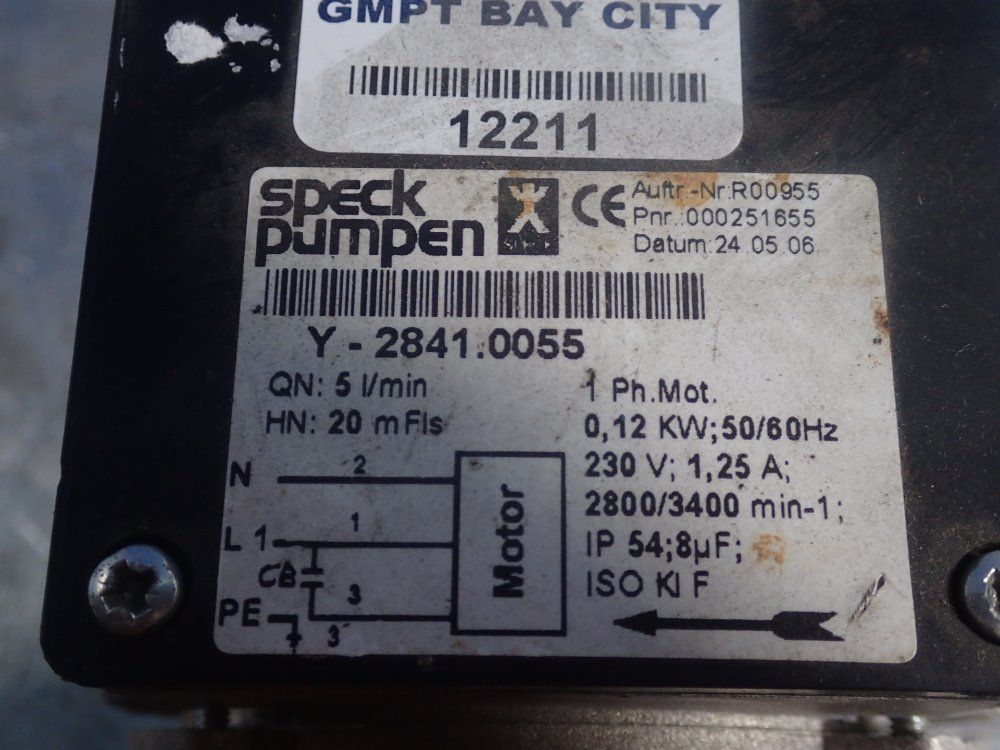 GMPT BAY CITY
12211
speck
pumpen
CE
Auftr.-Nr:R00955
Pnr.:000251655
Datum:24.05.06
Y - 2841.0055
QN: 5 l/min
HN: 20 mFls
1 Ph.Mot.
0,12 KW;50/60Hz
230 V; 1,25 A;
2800/3400 min-1;
IP 54;8µF;
ISO Kl F
N 2
L 1 1
CB 3
PE 3
Motor